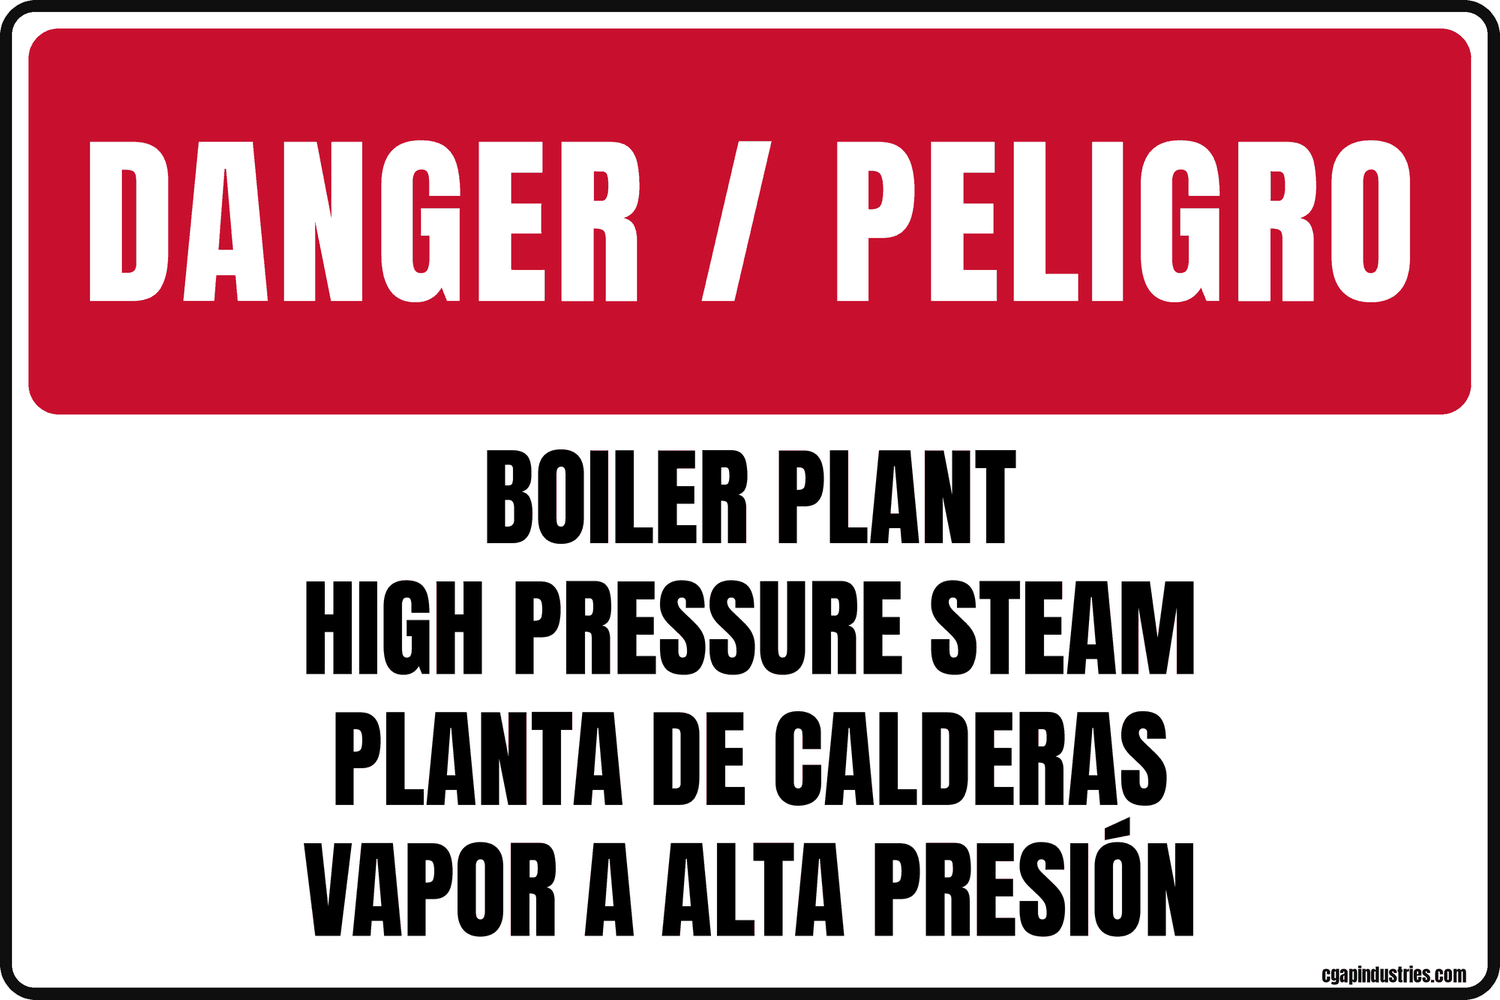 DANGER / PELIGRO
BOILER PLANT
HIGH PRESSURE STEAM
PLANTA DE CALDERAS
VAPOR A ALTA PRESIÓN
cgapindustries.com